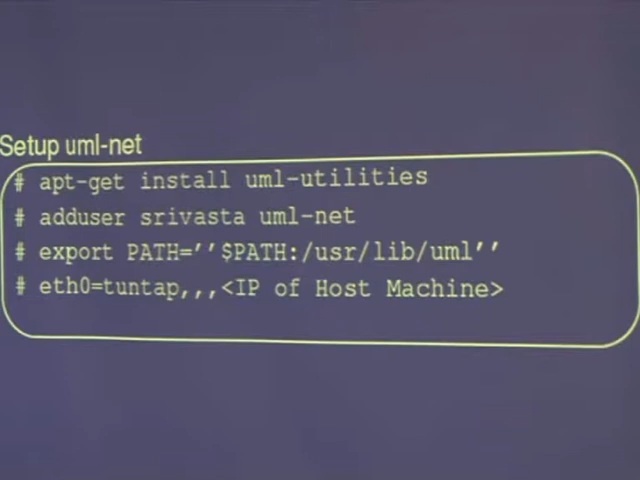 Setup uml-net
# apt-get install uml-utilities
# adduser srivasta uml-net
# export PATH=''$PATH:/usr/lib/uml''
# eth0=tuntap,,,<IP of Host Machine>